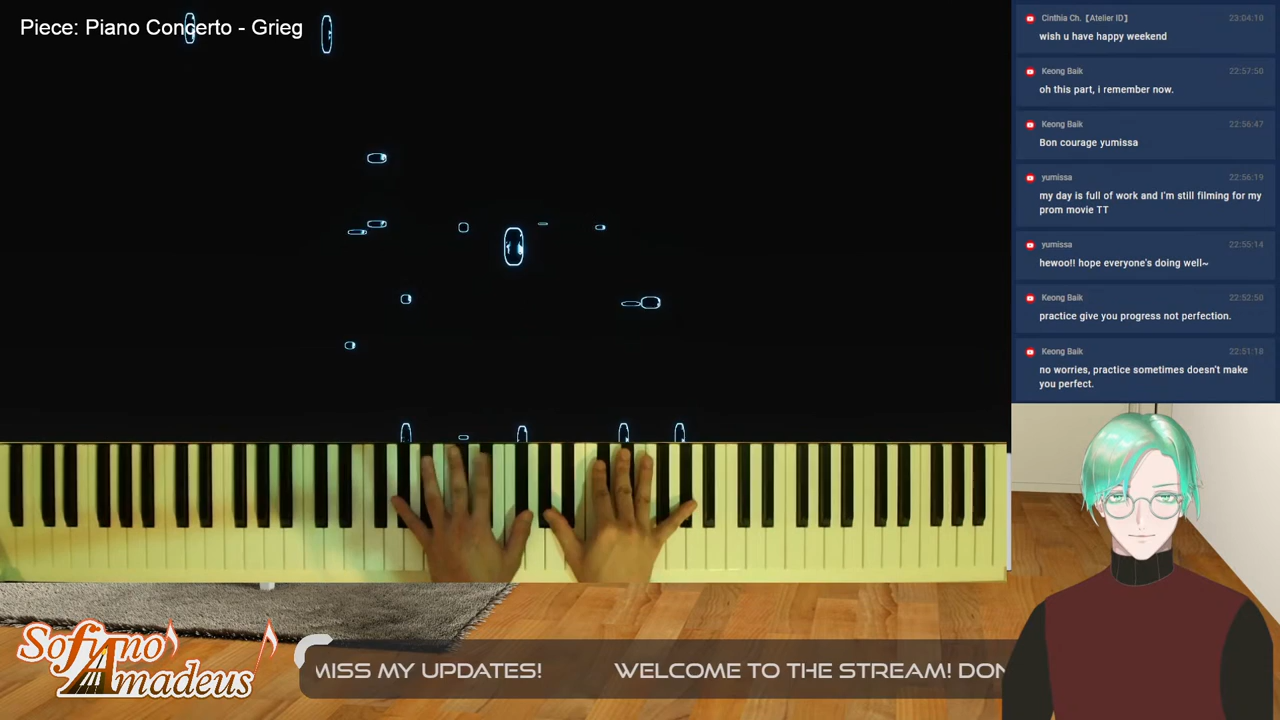 Piece: Piano Concerto - Grieg
Cinthia Ch.【Atelier ID】 23:04:10
wish u have happy weekend
Keong Baik 22:57:50
oh this part, i remember now.
Keong Baik 22:56:47
Bon courage yumissa
yumissa 22:56:19
my day is full of work and I'm still filming for my
prom movie TT
yumissa 22:55:14
hewoo!! hope everyone's doing well~
Keong Baik 22:52:50
practice give you progress not perfection.
Keong Baik 22:51:18
no worries, practice sometimes doesn't make
you perfect.
Sofiano
Amadeus
MISS MY UPDATES! WELCOME TO THE STREAM! DON